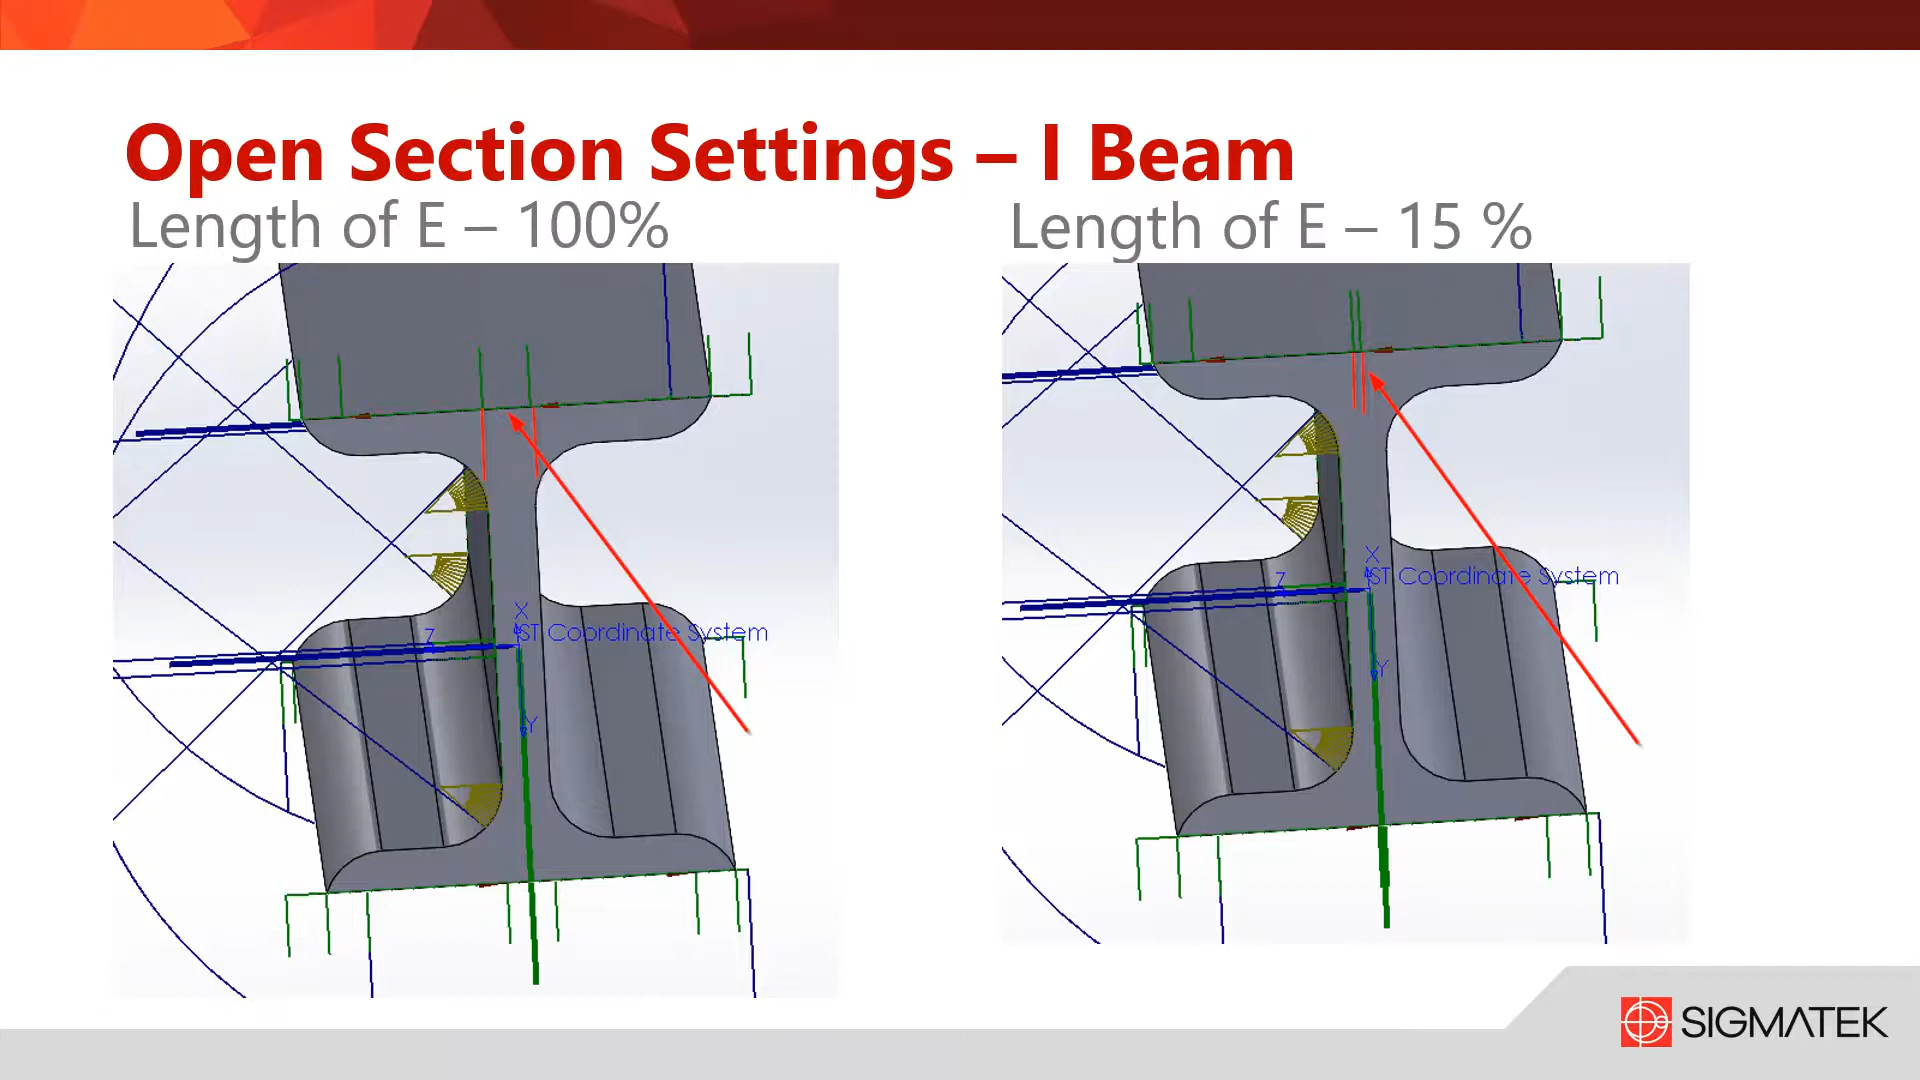 Open Section Settings – I Beam
Length of E – 100%
Length of E – 15 %
X
Z
ST Coordinate System
Y
X
Z
ST Coordinate System
Y
SIGMATEK